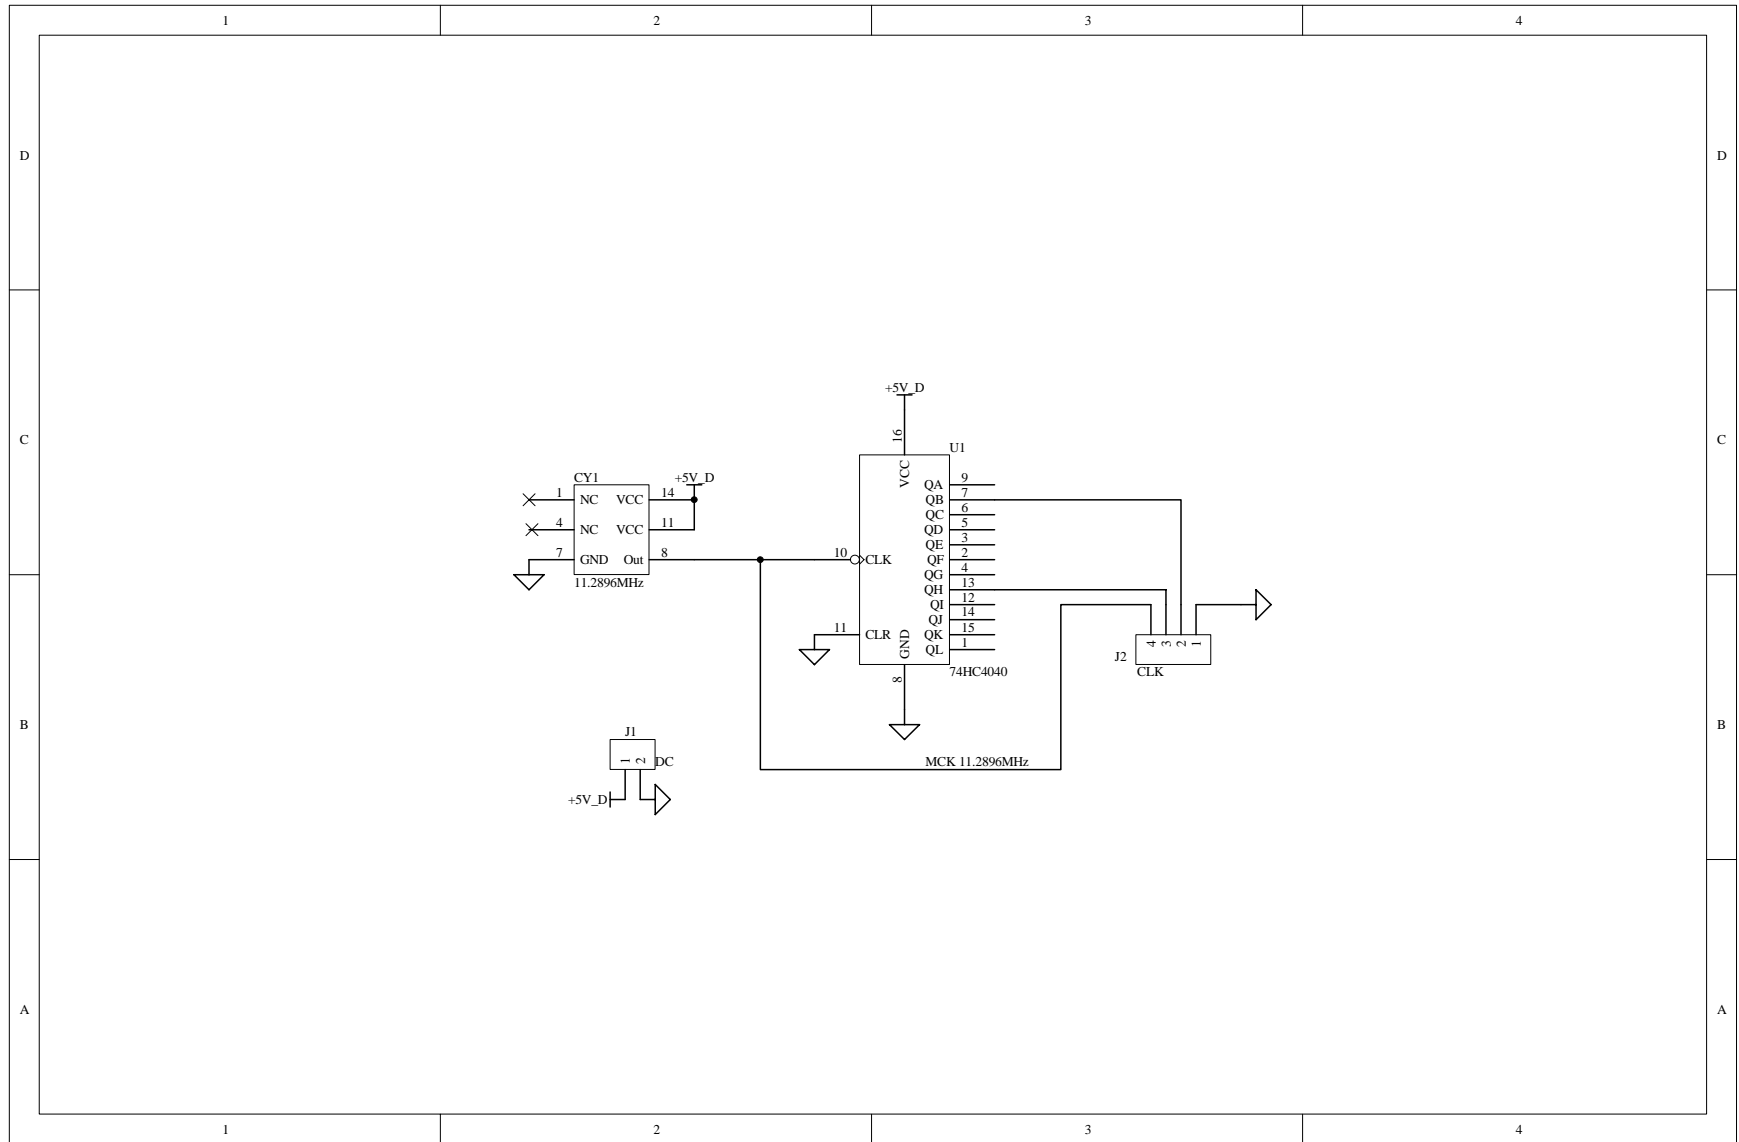 1 2 3 4
D D
+5V_D
16
C C
U1
CY1 +5V_D
VCC
QA 9
1 NC VCC 14
QB 7
QC 6
4 NC VCC 11
QD 5
QE 3
7 GND Out 8
10 CLK
QF 2
11.2896MHz
QG 4
QH 13
QI 12
QJ 14
11 CLR
GND
QK 15
QL 1
4 3 2 1
J2
CLK
8
74HC4040
B B
J1
1 2 DC
MCK 11.2896MHz
+5V_D
A A
1 2 3 4